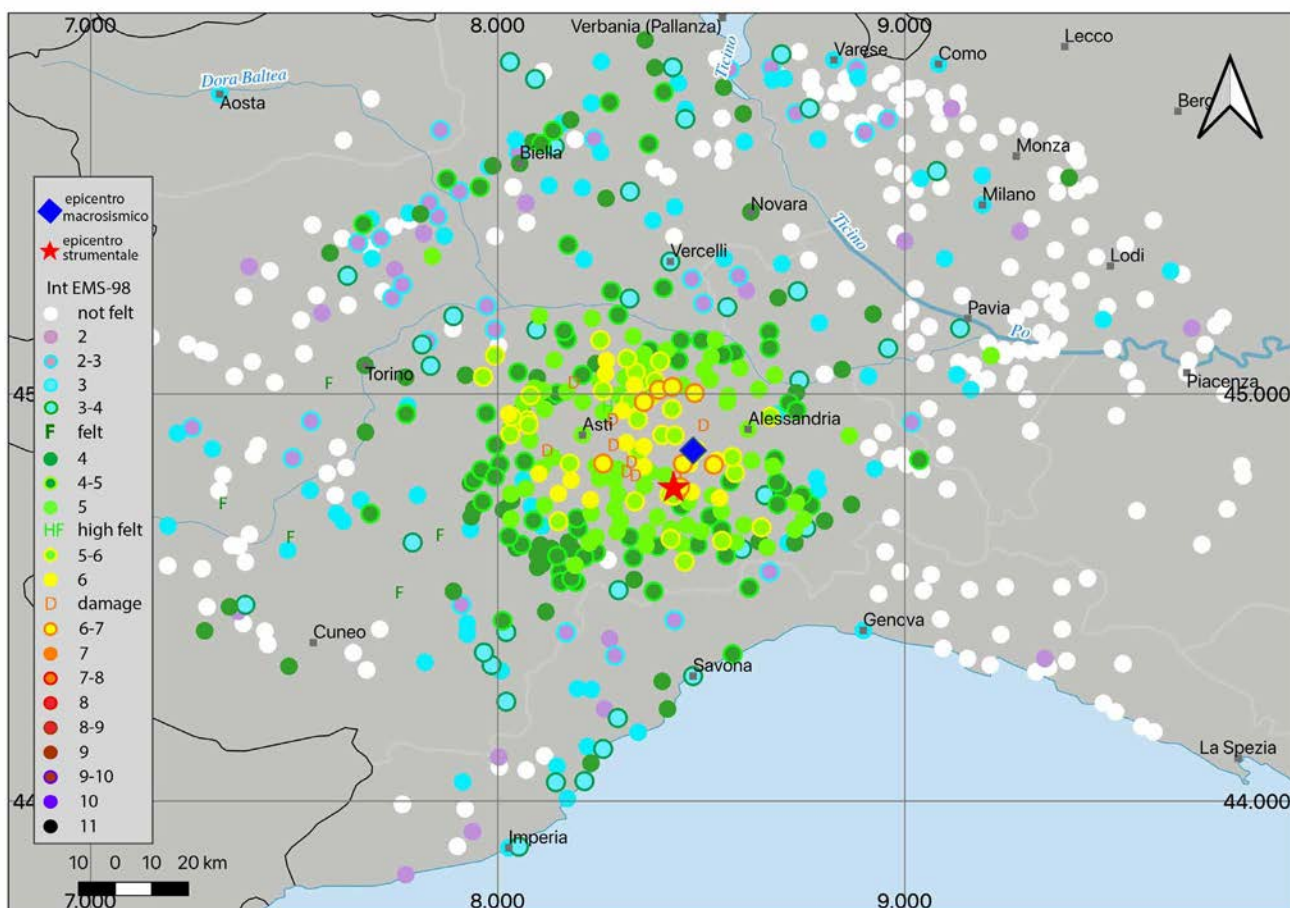 7.000
8.000
9.000
Verbania (Pallanza)
Lecco
Varese
Como
Ticino
Dora Baltea
Aosta
Berg
Monza
Biella
Milano
Novara
Ticino
Vercelli
Lodi
Pavia
Po
Torino
Piacenza
45.000
Asti
Alessandria
D
D
D
D
D
D
D
D
D
HF
F
F
F
F
F
Cuneo
Genova
Savona
La Spezia
44
44.000
Imperia
epicentro
macrosismico
epicentro
strumentale
Int EMS-98
not felt
2
2-3
3
3-4
F felt
4
4-5
5
HF high felt
5-6
6
D damage
6-7
7
7-8
8
8-9
9
9-10
10
11
10 0 10 20 km
7.000
8.000
9.000